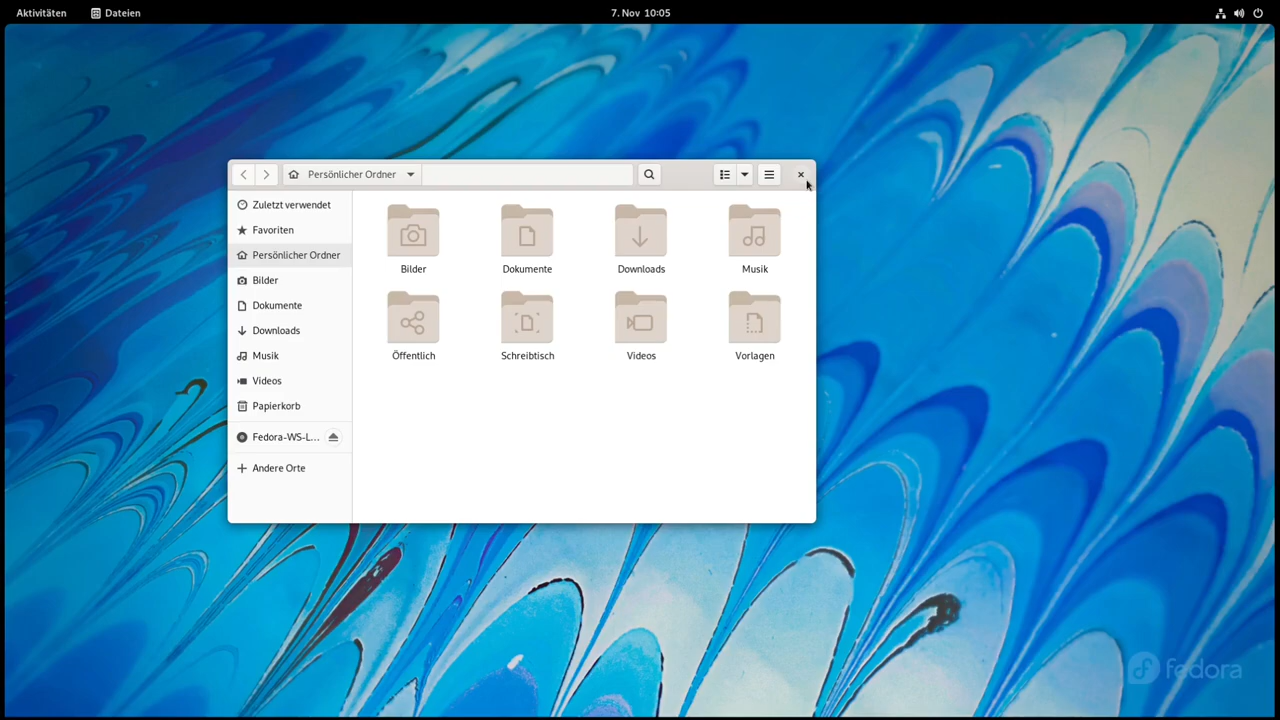 Aktivitäten Dateien 7. Nov 10:05
Persönlicher Ordner
Zuletzt verwendet
Favoriten
Persönlicher Ordner
Bilder
Dokumente
Downloads
Musik
Videos
Papierkorb
Fedora-WS-L...
Andere Orte
Bilder Dokumente Downloads Musik
Öffentlich Schreibtisch Videos Vorlagen
fedora